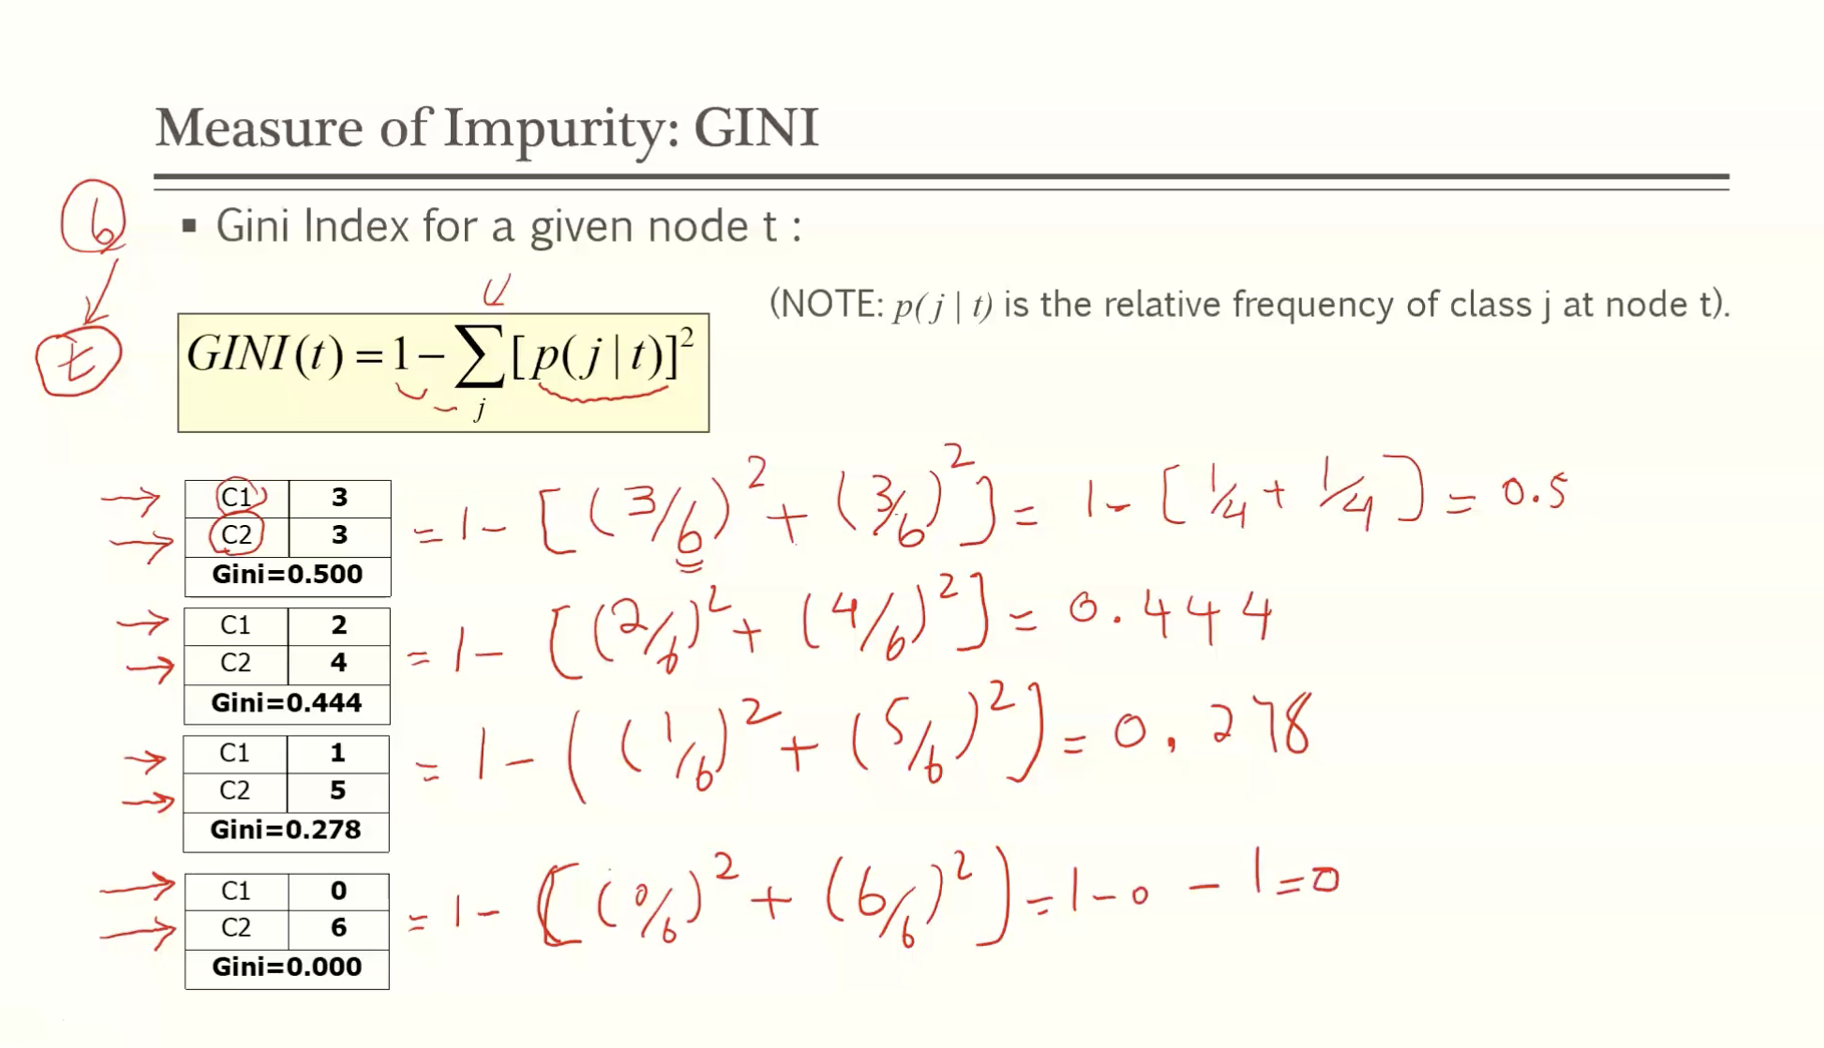 Measure of Impurity: GINI
6
▪ Gini Index for a given node t :
(NOTE: p(j | t) is the relative frequency of class j at node t).
t
GINI(t) = 1 − ∑j [p(j | t)]²
C1 3
C2 3
Gini=0.500
= 1 - [(3/6)² + (3/6)²] = 1 - [1/4 + 1/4] = 0.5
C1 2
C2 4
Gini=0.444
= 1 - [(2/6)² + (4/6)²] = 0.444
C1 1
C2 5
Gini=0.278
= 1 - ((1/6)² + (5/6)²] = 0.278
C1 0
C2 6
Gini=0.000
= 1 - [(0/6)² + (6/6)²] = 1 - 0 - 1 = 0